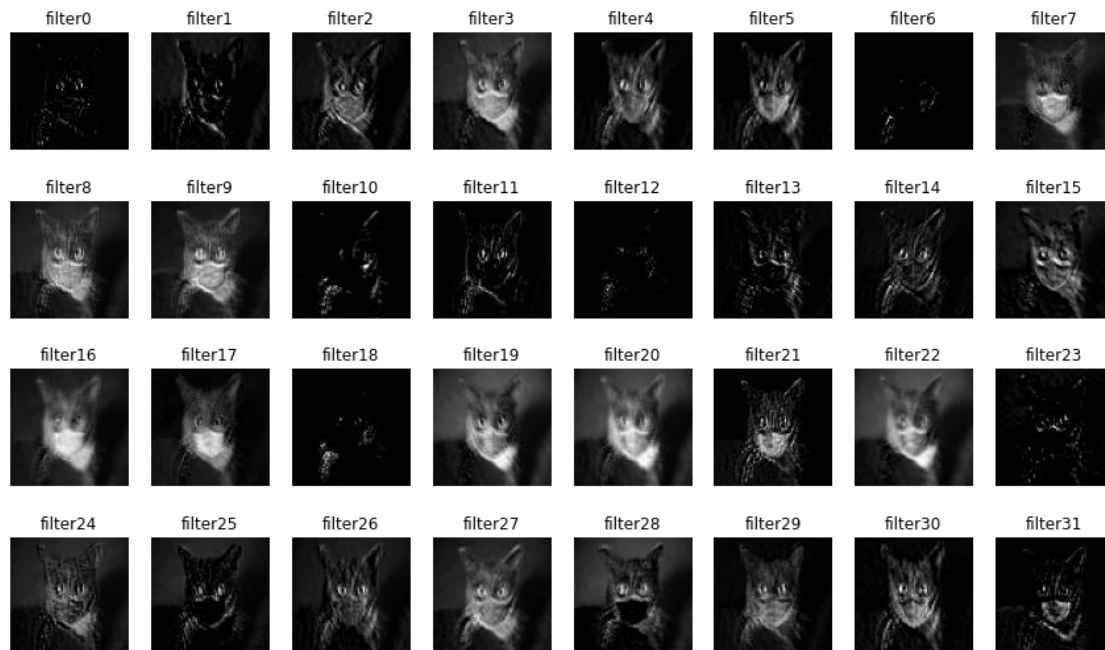 filter0 filter1 filter2 filter3 filter4 filter5 filter6 filter7
filter8 filter9 filter10 filter11 filter12 filter13 filter14 filter15
filter16 filter17 filter18 filter19 filter20 filter21 filter22 filter23
filter24 filter25 filter26 filter27 filter28 filter29 filter30 filter31